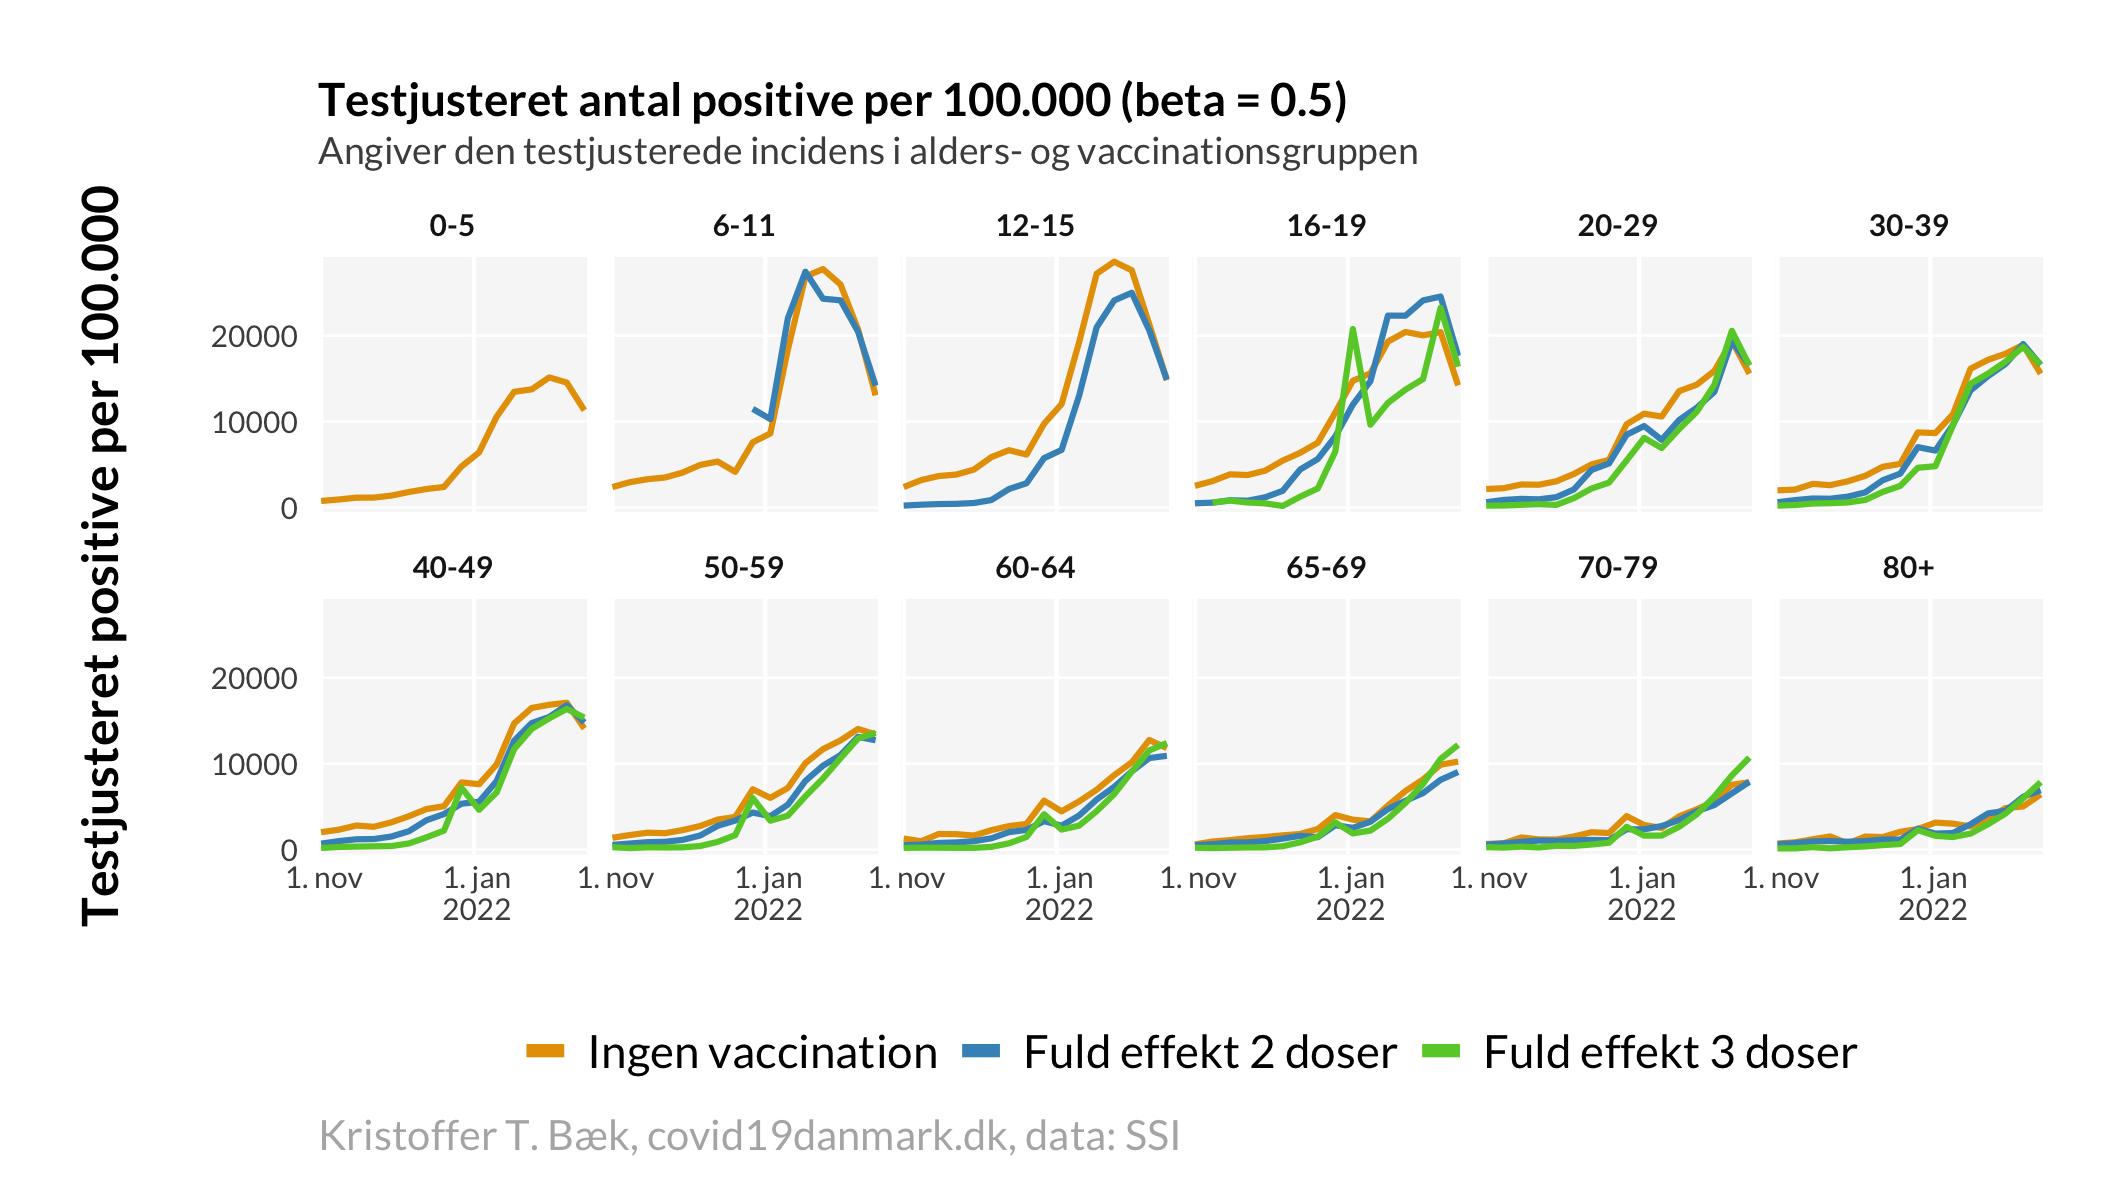 Testjusteret antal positive per 100.000 (beta = 0.5)
Angiver den testjusterede incidens i alders- og vaccinationsgruppen
Testjusteret positive per 100.000
0-5 6-11 12-15 16-19 20-29 30-39
20000
10000
0
40-49 50-59 60-64 65-69 70-79 80+
20000
10000
0
1. nov 1. jan 1. nov 1. jan 1. nov 1. jan 1. nov 1. jan 1. nov 1. jan 1. nov 1. jan
2022 2022 2022 2022 2022 2022
Ingen vaccination Fuld effekt 2 doser Fuld effekt 3 doser
Kristoffer T. Bæk, covid19danmark.dk, data: SSI